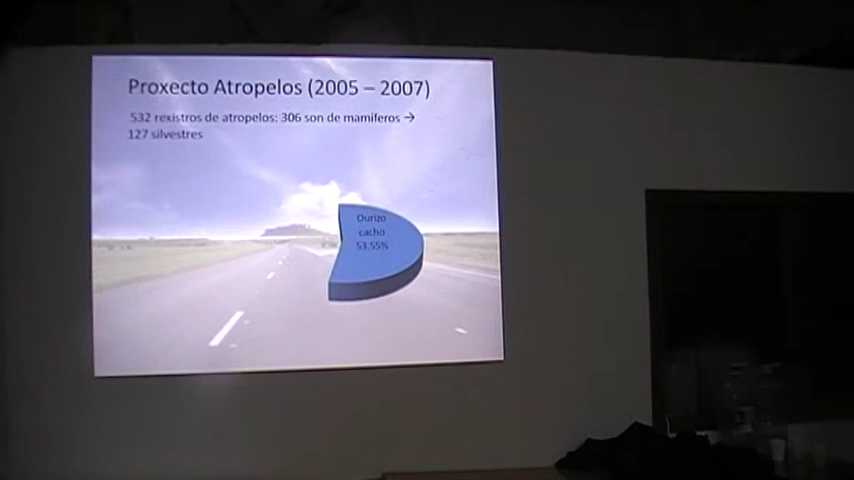 Proxecto Atropelos (2005 – 2007)
532 rexistros de atropelos: 306 son de mamíferos →
127 silvestres
Ourizo
cacho
53.55%